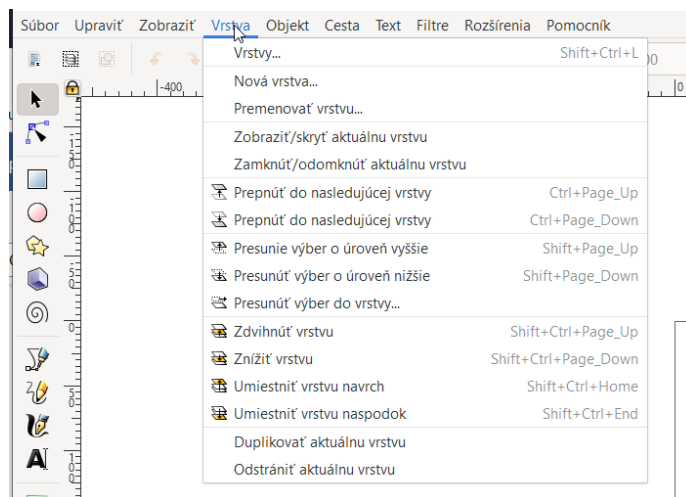 Súbor Upraviť Zobraziť Vrstva Objekt Cesta Text Filtre Rozšírenia Pomocník
Vrstvy... Shift+Ctrl+L
Nová vrstva...
Premenovať vrstvu...
Zobraziť/skryť aktuálnu vrstvu
Zamknúť/odomknúť aktuálnu vrstvu
Prepnúť do nasledujúcej vrstvy Ctrl+Page_Up
Prepnúť do nasledujúcej vrstvy Ctrl+Page_Down
Presunie výber o úroveň vyššie Shift+Page_Up
Presunúť výber o úroveň nižšie Shift+Page_Down
Presunúť výber do vrstvy...
Zdvihnúť vrstvu Shift+Ctrl+Page_Up
Znížiť vrstvu Shift+Ctrl+Page_Down
Umiestniť vrstvu navrch Shift+Ctrl+Home
Umiestniť vrstvu naspodok Shift+Ctrl+End
Duplikovať aktuálnu vrstvu
Odstrániť aktuálnu vrstvu
-400
0